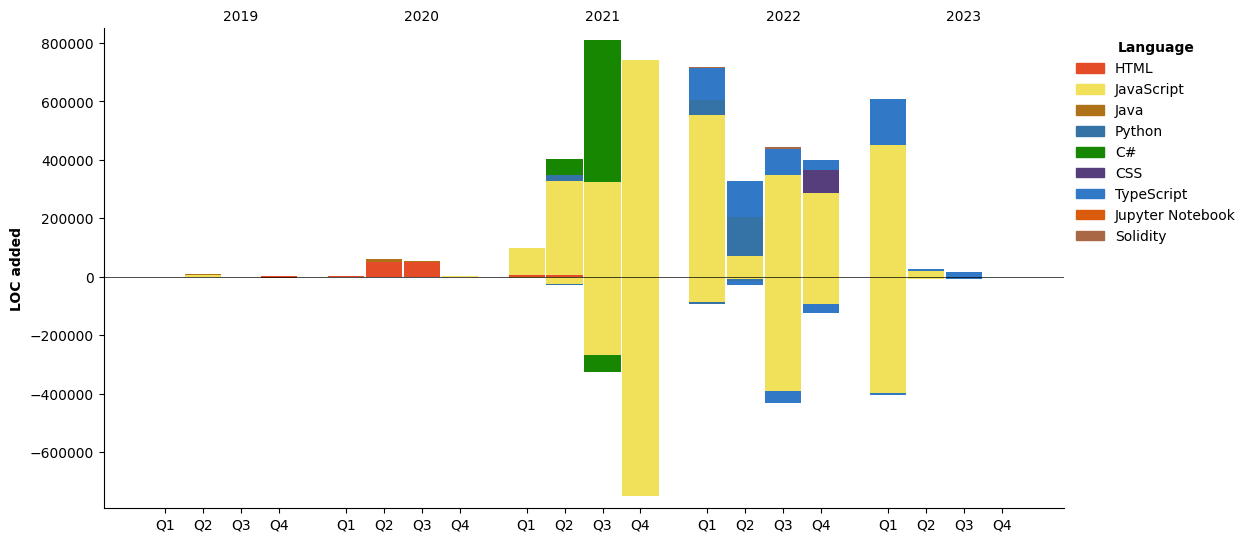 2019 2020 2021 2022 2023
LOC added
800000
600000
400000
200000
0
−200000
−400000
−600000
Q1 Q2 Q3 Q4 Q1 Q2 Q3 Q4 Q1 Q2 Q3 Q4 Q1 Q2 Q3 Q4 Q1 Q2 Q3 Q4
Language
HTML
JavaScript
Java
Python
C#
CSS
TypeScript
Jupyter Notebook
Solidity